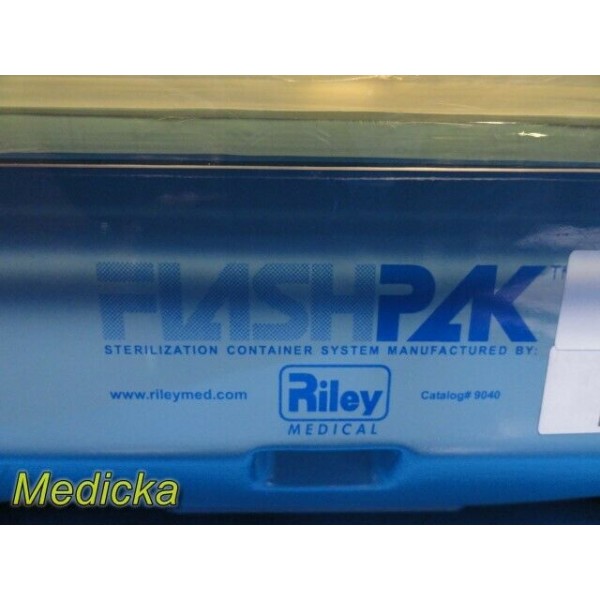 FLASHPAK™
STERILIZATION CONTAINER SYSTEM MANUFACTURED BY:
www.rileymed.com
Riley
MEDICAL
Catalog# 9040
Medicka